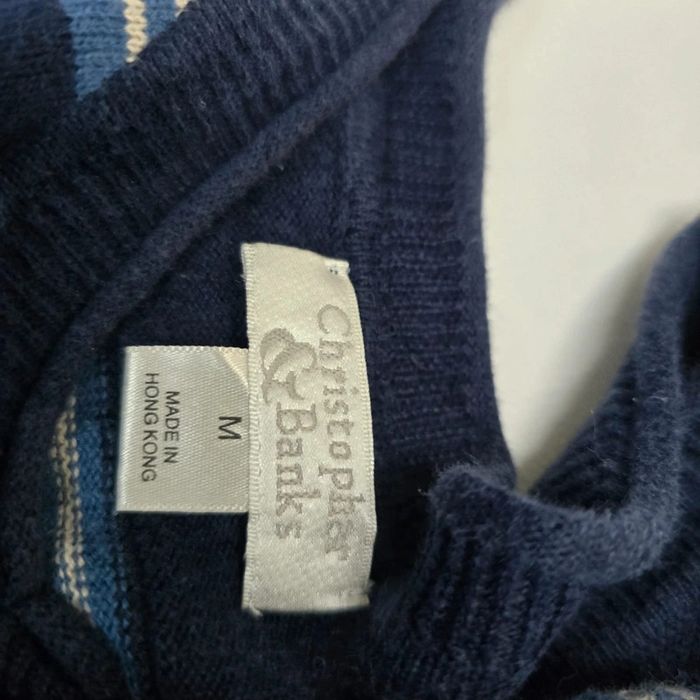 Christopher
& Banks
M
MADE IN
HONG KONG